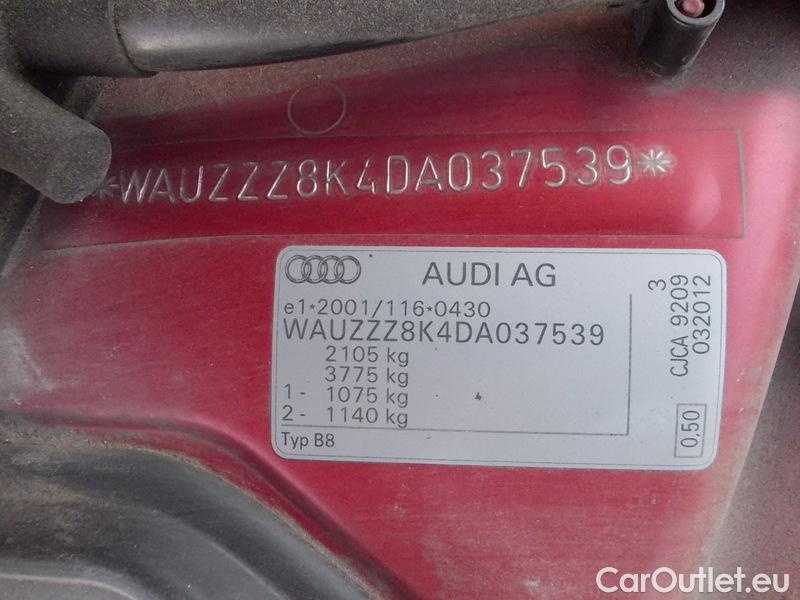 *WAUZZZ8K4DA037539*
AUDI AG
e1*2001/116*0430
WAUZZZ8K4DA037539
2105 kg
3775 kg
1 - 1075 kg
2 - 1140 kg
Typ B8
3
CJCA 9209
032012
0,50
CarOutlet.eu